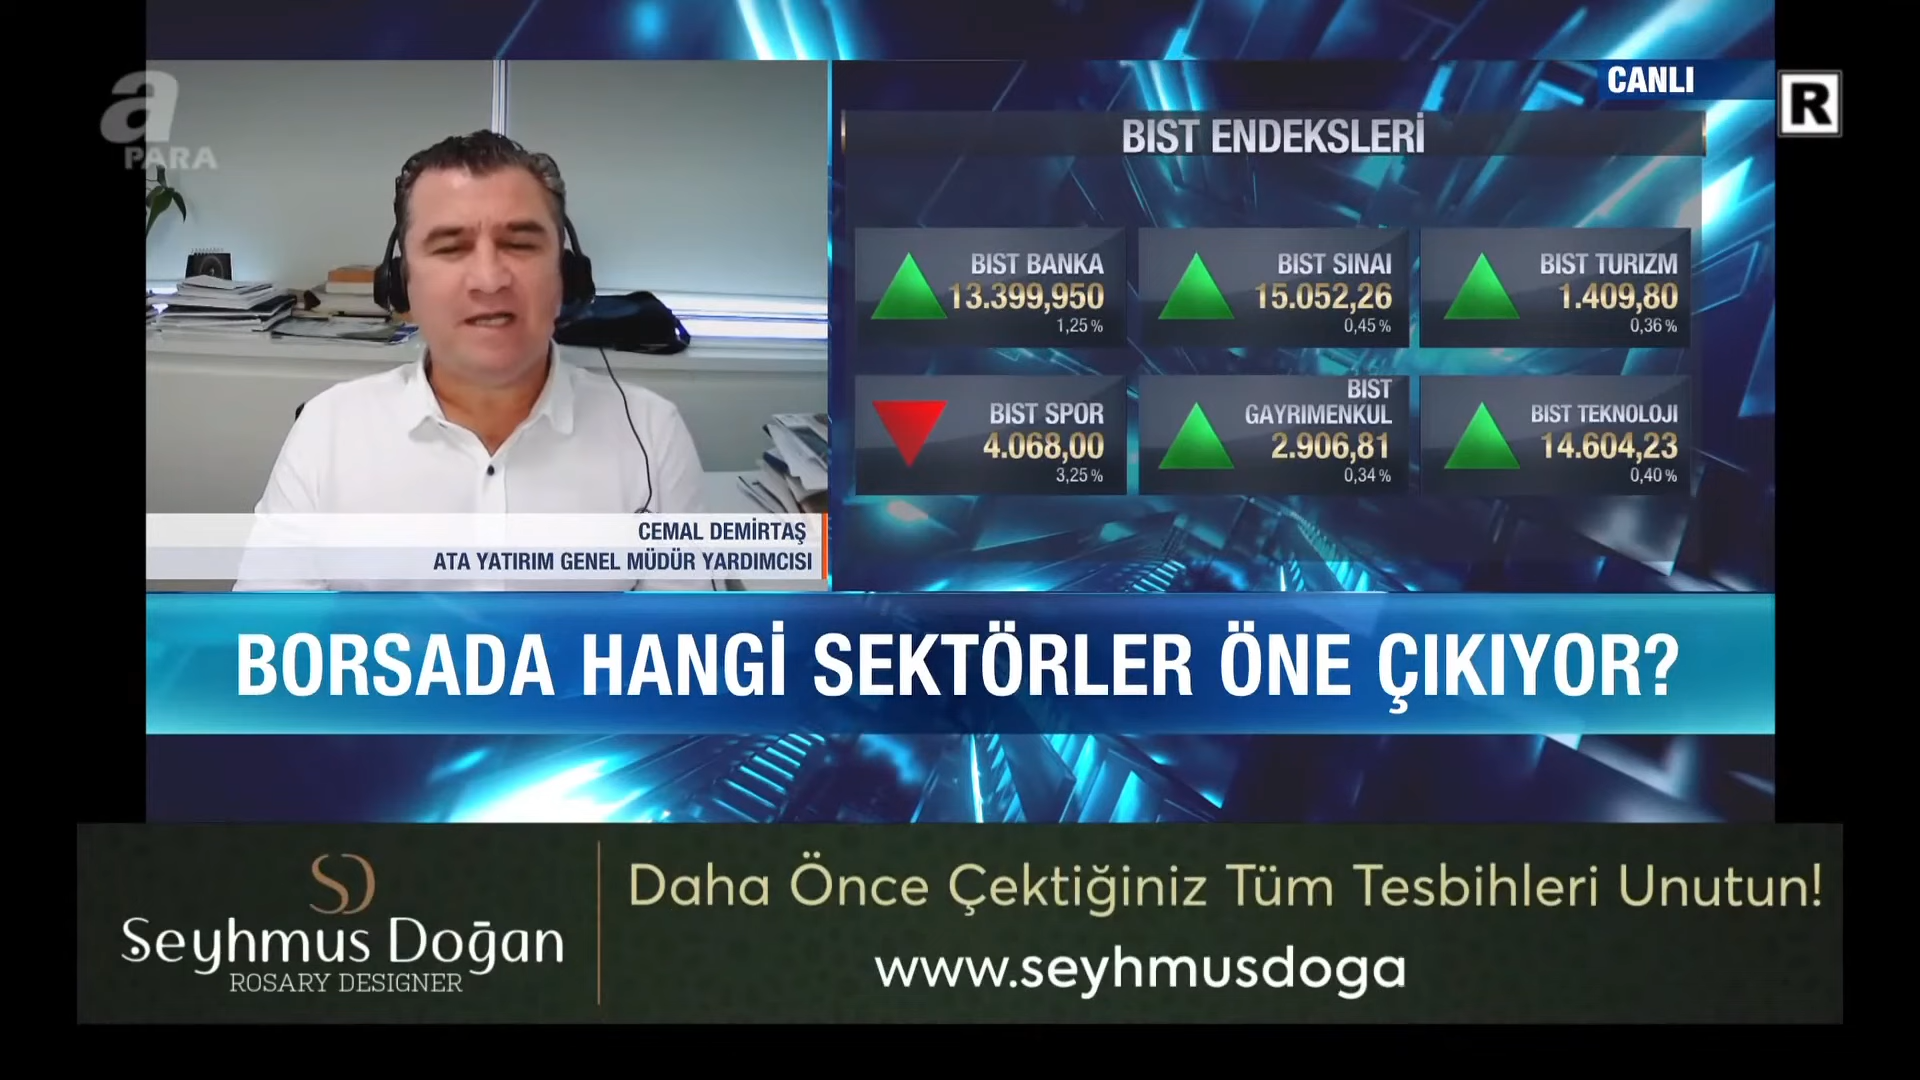 a
PARA
CANLI
R
BIST ENDEKSLERİ
BIST BANKA
13.399,950
1,25 %
BIST SINAI
15.052,26
0,45 %
BIST TURIZM
1.409,80
0,36 %
BIST SPOR
4.068,00
3,25 %
BIST
GAYRIMENKUL
2.906,81
0,34 %
BIST TEKNOLOJI
14.604,23
0,40 %
CEMAL DEMİRTAŞ
ATA YATIRIM GENEL MÜDÜR YARDIMCISI
BORSADA HANGİ SEKTÖRLER ÖNE ÇIKIYOR?
SD
Seyhmus Doğan
ROSARY DESIGNER
Daha Önce Çektiğiniz Tüm Tesbihleri Unutun!
www.seyhmusdoga